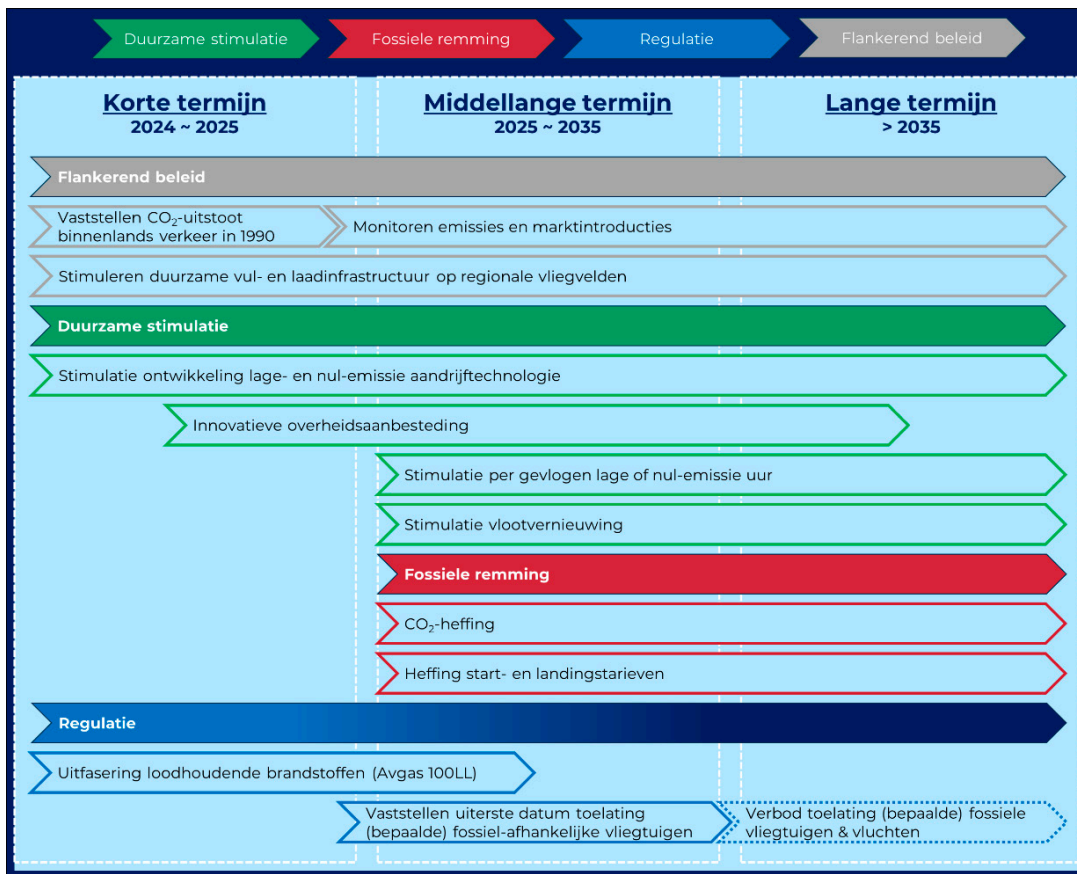 Duurzame stimulatie
Fossiele remming
Regulatie
Flankerend beleid
Korte termijn
2024 ~ 2025
Middellange termijn
2025 ~ 2035
Lange termijn
> 2035
Flankerend beleid
Vaststellen CO₂-uitstoot
binnenlands verkeer in 1990
Monitoren emissies en marktintroducties
Stimuleren duurzame vul- en laadinfrastructuur op regionale vliegvelden
Duurzame stimulatie
Stimulatie ontwikkeling lage- en nul-emissie aandrijftechnologie
Innovatieve overheidsaanbesteding
Stimulatie per gevlogen lage of nul-emissie uur
Stimulatie vlootvernieuwing
Fossiele remming
CO₂-heffing
Heffing start- en landingstarieven
Regulatie
Uitfasering loodhoudende brandstoffen (Avgas 100LL)
Vaststellen uiterste datum toelating
(bepaalde) fossiel-afhankelijke vliegtuigen
Verbod toelating (bepaalde) fossiele
vliegtuigen & vluchten